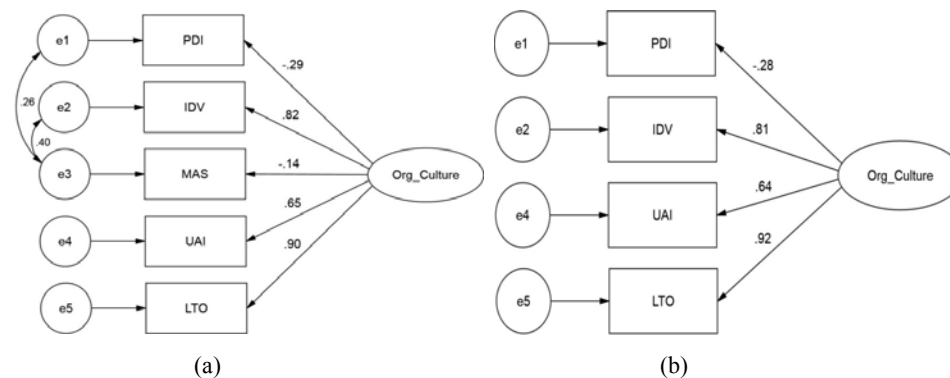 e1
PDI
-.29
.26
e2
IDV
.82
.40
e3
MAS
-.14
Org_Culture
.65
e4
UAI
.90
e5
LTO
(a)
e1
PDI
-.28
e2
IDV
.81
Org_Culture
.64
e4
UAI
.92
e5
LTO
(b)